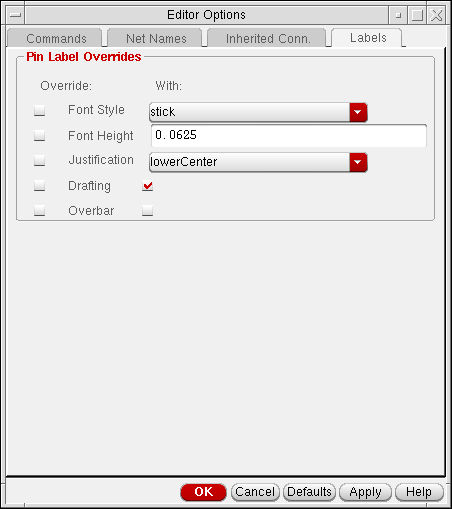 Editor Options
Commands Net Names Inherited Conn. Labels
Pin Label Overrides
Override: With:
Font Style stick
Font Height 0.0625
Justification lowerCenter
Drafting
Overbar
OK Cancel Defaults Apply Help